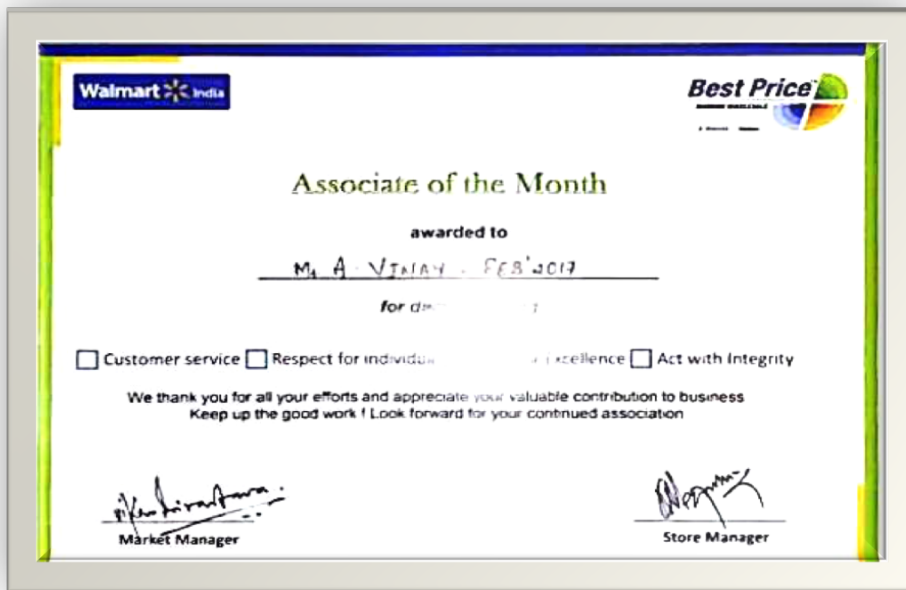 Walmart India
Best Price
Associate of the Month
awarded to
Mr A. VINAY. FEB'2017
for
Customer service Respect for Excellence Act with Integrity
We thank you for all your efforts and appreciate your valuable contribution to business
Keep up the good work ! Look forward for your continued association
Market Manager
Store Manager